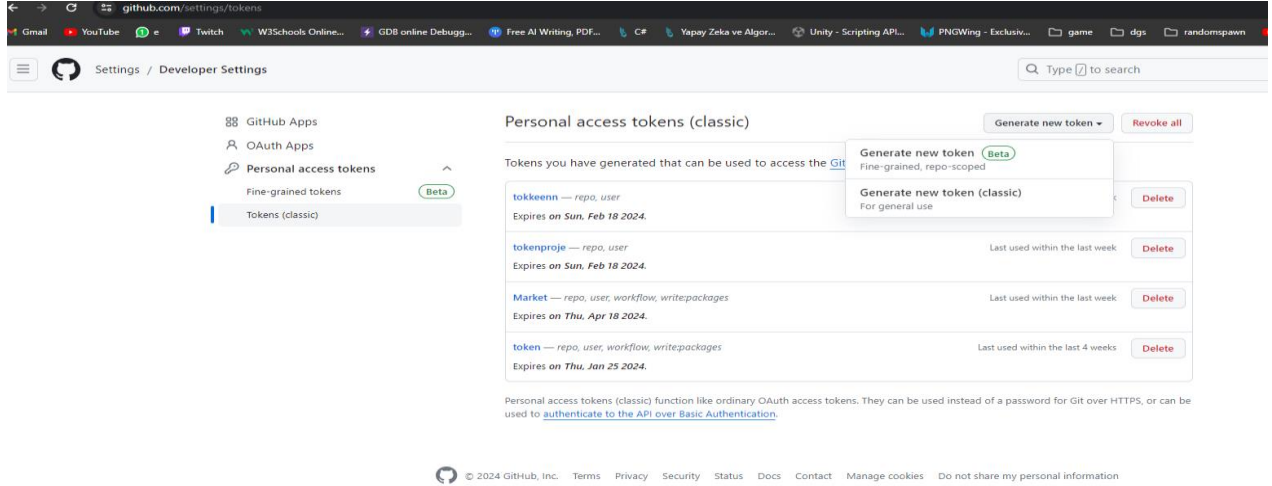 github.com/settings/tokens
Gmail YouTube e Twitch W3Schools Online... GDB online Debugg... Free AI Writing, PDF... C# Yapay Zeka ve Algor... Unity - Scripting API... PNGWing - Exclusiv... game dgs randomspawn
Settings / Developer Settings
Type / to search
GitHub Apps
OAuth Apps
Personal access tokens
Fine-grained tokens Beta
Tokens (classic)
Personal access tokens (classic)
Generate new token Revoke all
Generate new token Beta
Fine-grained, repo-scoped
Generate new token (classic)
For general use
Tokens you have generated that can be used to access the Git
tokkeenn — repo, user Delete
Expires on Sun, Feb 18 2024.
tokenproje — repo, user Last used within the last week Delete
Expires on Sun, Feb 18 2024.
Market — repo, user, workflow, write:packages Last used within the last week Delete
Expires on Thu, Apr 18 2024.
token — repo, user, workflow, write:packages Last used within the last 4 weeks Delete
Expires on Thu, Jan 25 2024.
Personal access tokens (classic) function like ordinary OAuth access tokens. They can be used instead of a password for Git over HTTPS, or can be
used to authenticate to the API over Basic Authentication.
© 2024 GitHub, Inc. Terms Privacy Security Status Docs Contact Manage cookies Do not share my personal information